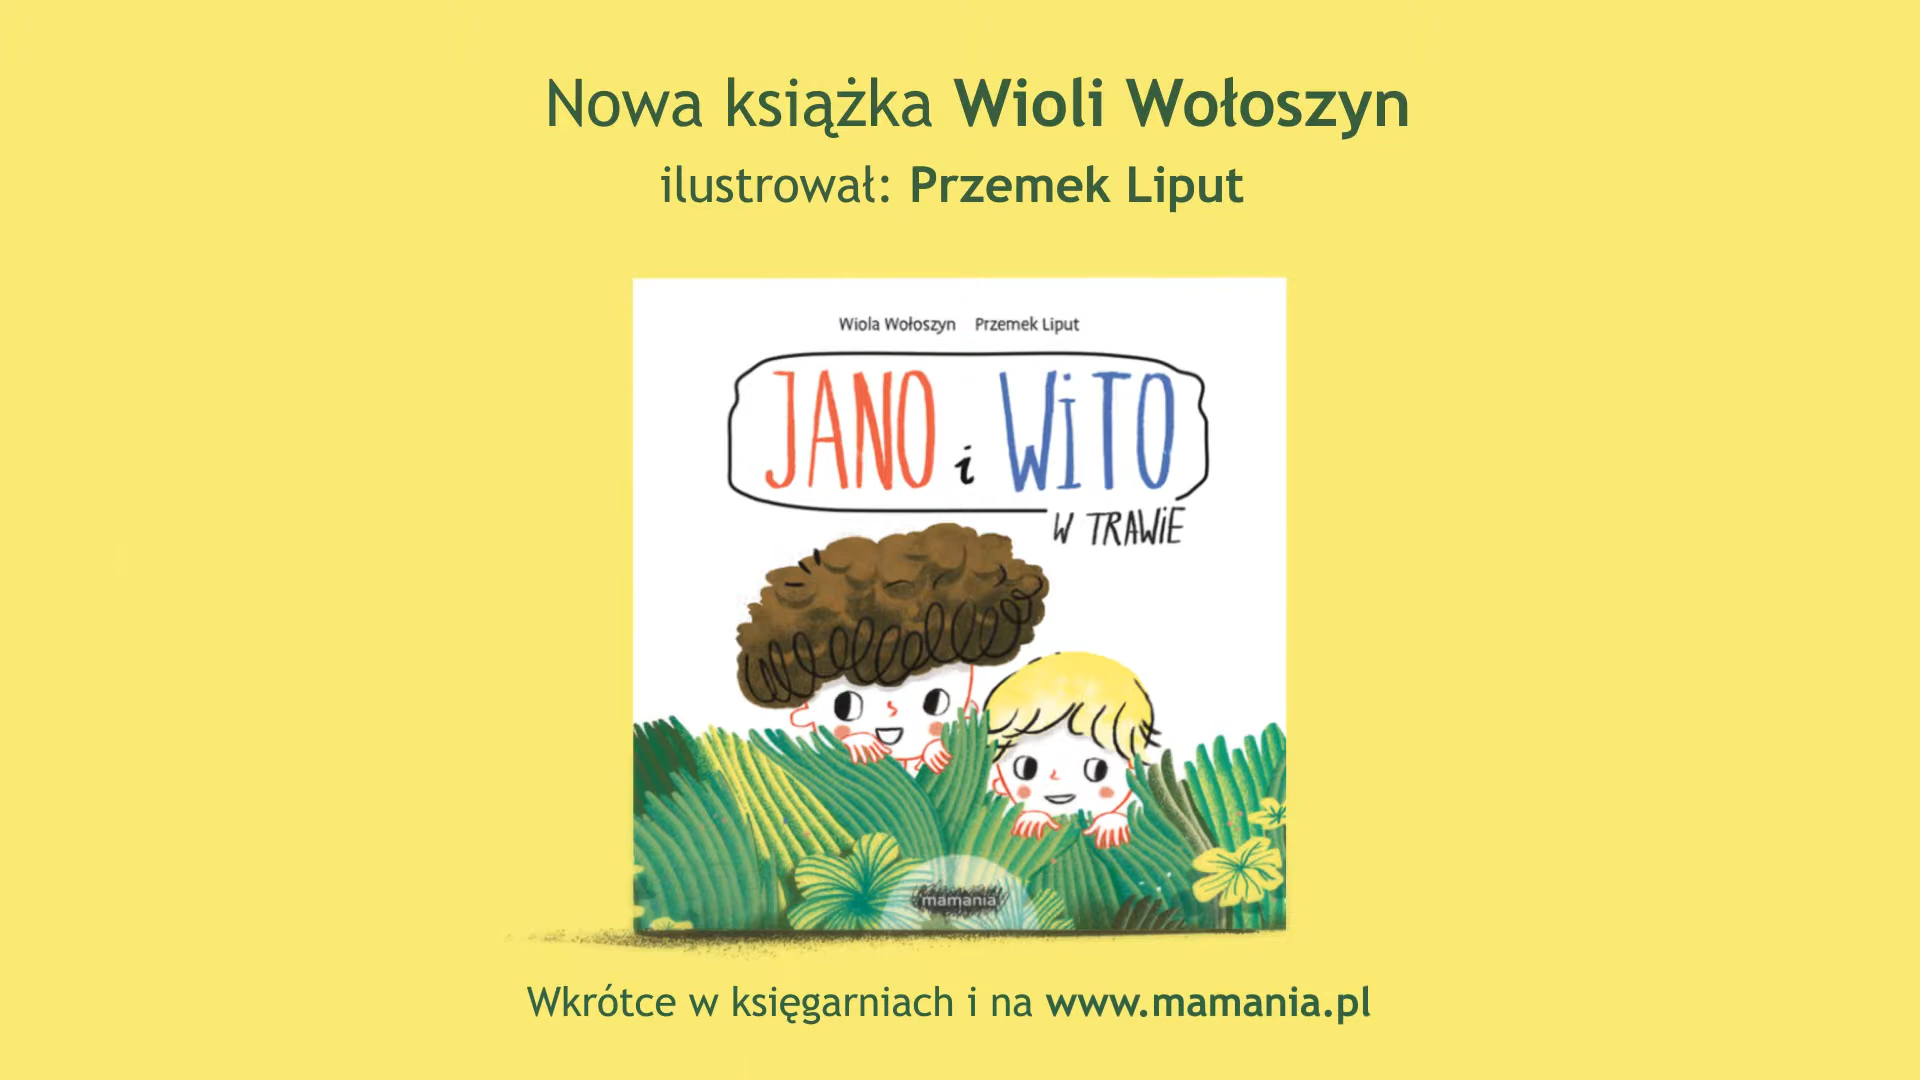 Nowa książka Wioli Wołoszyn
ilustrował: Przemek Liput
Wiola Wołoszyn Przemek Liput
JANO i WiTO
W TRAWiE
mamania
Wkrótce w księgarniach i na www.mamania.pl